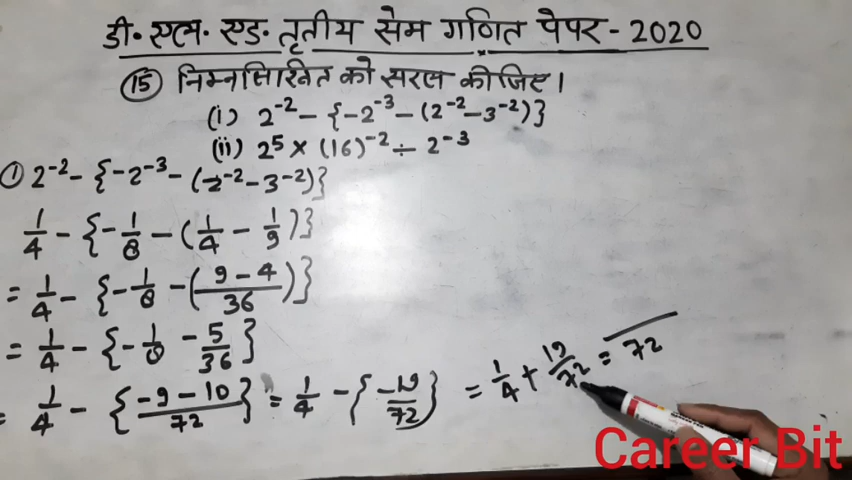 डी. एल. एड. तृतीय सेम गणित पेपर - 2020
(15) निम्नलिखित को सरल कीजिए।
(i) 2⁻² - {-2⁻³ - (2⁻² - 3⁻²)}
(ii) 2⁵ × (16)⁻² ÷ 2⁻³
① 2⁻² - {-2⁻³ - (2⁻² - 3⁻²)}
1/4 - {-1/8 - (1/4 - 1/9)}
= 1/4 - {-1/8 - (9-4/36)}
= 1/4 - {-1/8 - 5/36}
= 1/4 - {-9-10/72} = 1/4 - {-19/72} = 1/4 + 19/72 = /72
Career Bit